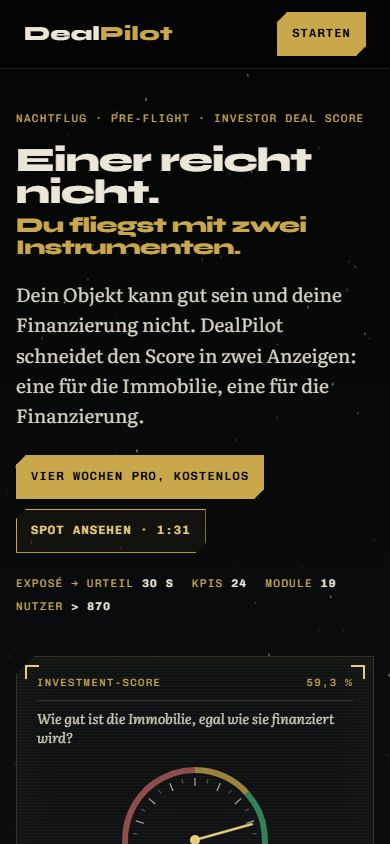 DealPilot
STARTEN
NACHTFLUG · PRE-FLIGHT · INVESTOR DEAL SCORE
Einer reicht
nicht.
Du fliegst mit zwei
Instrumenten.
Dein Objekt kann gut sein und deine
Finanzierung nicht. DealPilot
schneidet den Score in zwei Anzeigen:
eine für die Immobilie, eine für die
Finanzierung.
VIER WOCHEN PRO, KOSTENLOS
SPOT ANSEHEN · 1:31
EXPOSÉ → URTEIL 30 S KPIS 24 MODULE 19
NUTZER > 870
INVESTMENT-SCORE 59,3 %
Wie gut ist die Immobilie, egal wie sie finanziert
wird?